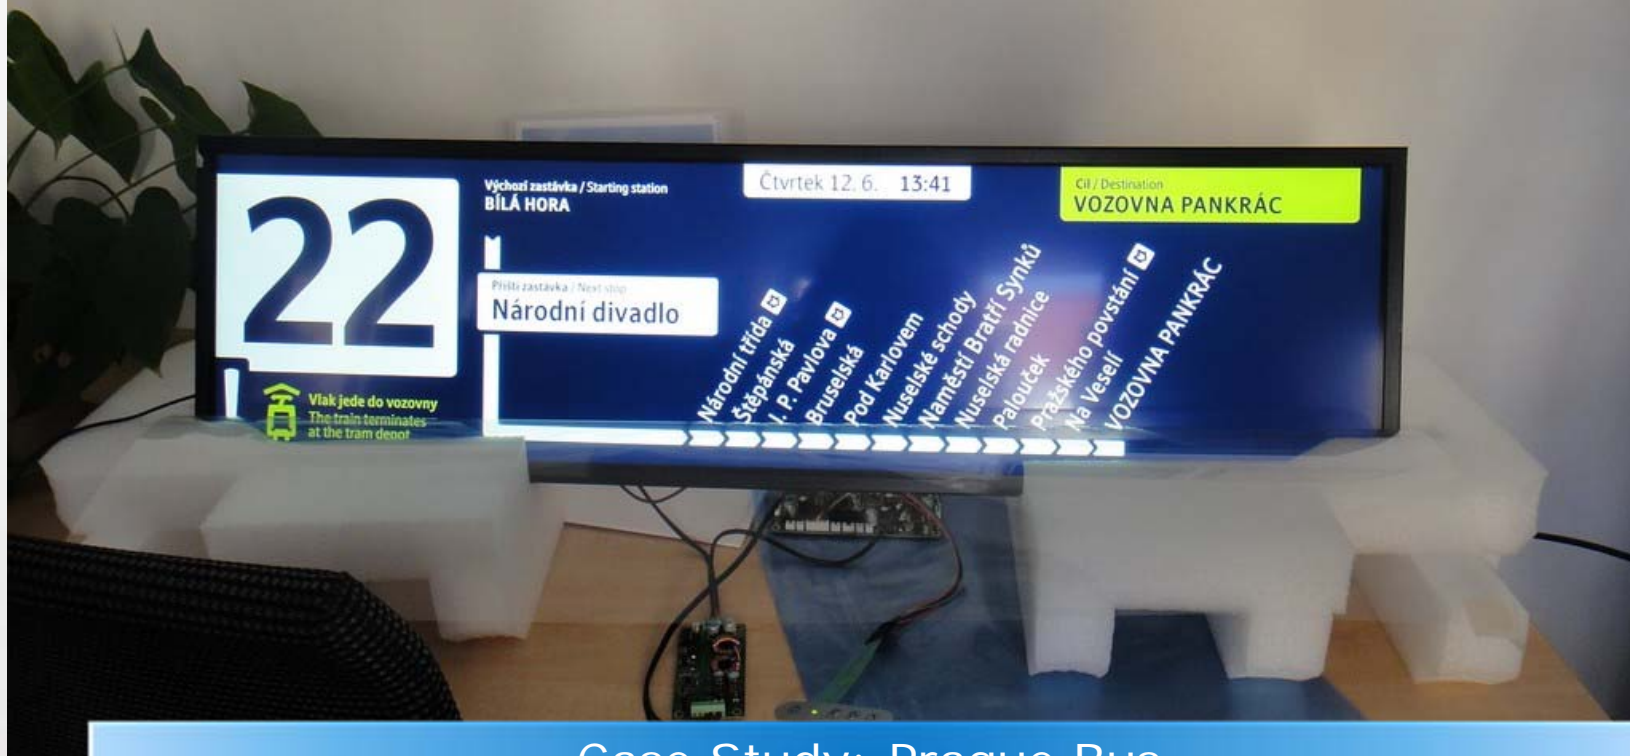 22
Výchozí zastávka / Starting station
BÍLÁ HORA
Čtvrtek 12. 6. 13:41
Cíl / Destination
VOZOVNA PANKRÁC
Příští zastávka / Next stop
Národní divadlo
Národní třída
Štěpánská
I. P. Pavlova
Bruselská
Pod Karlovem
Nuselské schody
Náměstí Bratří Synků
Nuselská radnice
Palouček
Pražského povstání
Na Veselí
VOZOVNA PANKRÁC
Vlak jede do vozovny
The train terminates
at the tram depot
Case Study: Prague Bus